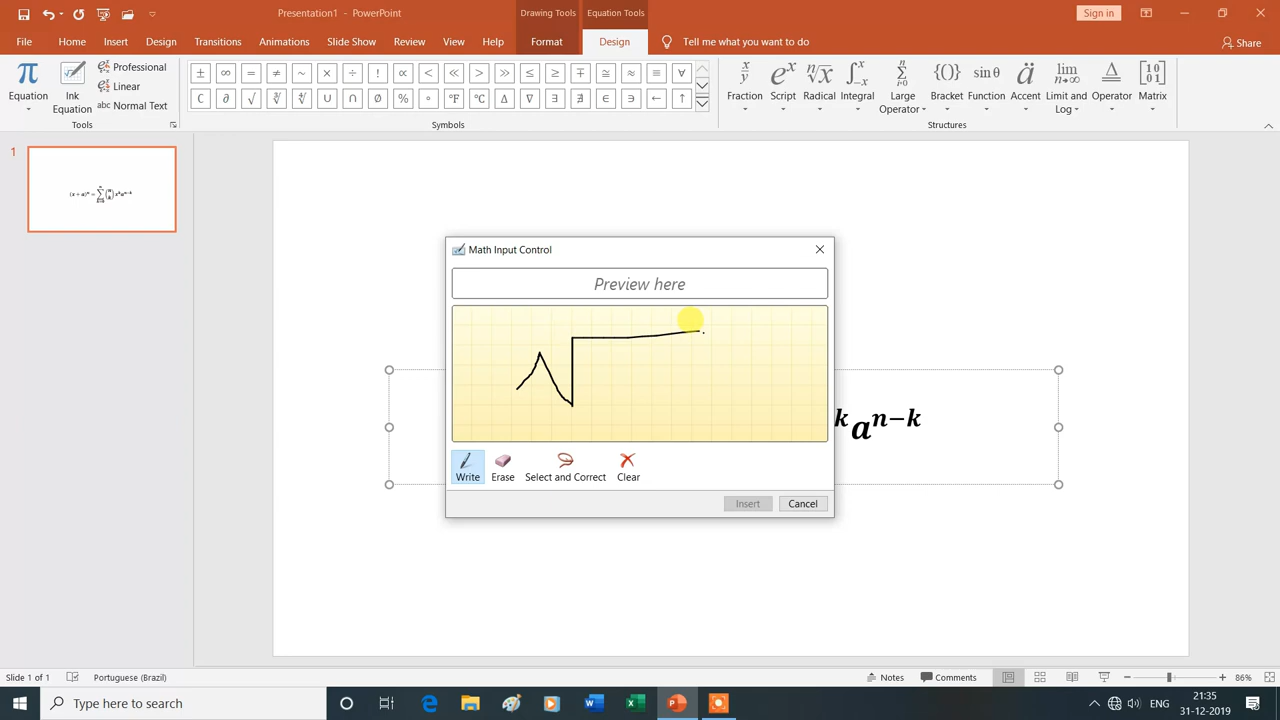 Presentation1 - PowerPoint
Drawing Tools
Equation Tools
Sign in
File Home Insert Design Transitions Animations Slide Show Review View Help Format Design Tell me what you want to do Share
π Equation
Ink Equation
Professional
Linear
abc Normal Text
Tools
± ∞ = ≠ ~ × ÷ ! ∝ < ≪ > ≫ ≤ ≥ ∓ ≅ ≈ ≡ ∀
∁ ∂ √ ∛ ∜ ∪ ∩ ∅ % ° °F °C ∆ ∇ ∃ ∄ ∈ ∋ ← ↑
Symbols
Fraction
Script
Radical
Integral
Large Operator
Bracket
Function
Accent
Limit and Log
Operator
Matrix
Structures
1
Math Input Control
Preview here
k a n−k
Write Erase Select and Correct Clear
Insert Cancel
Slide 1 of 1 Portuguese (Brazil) Notes Comments 86%
Type here to search
ENG
21:35
31-12-2019